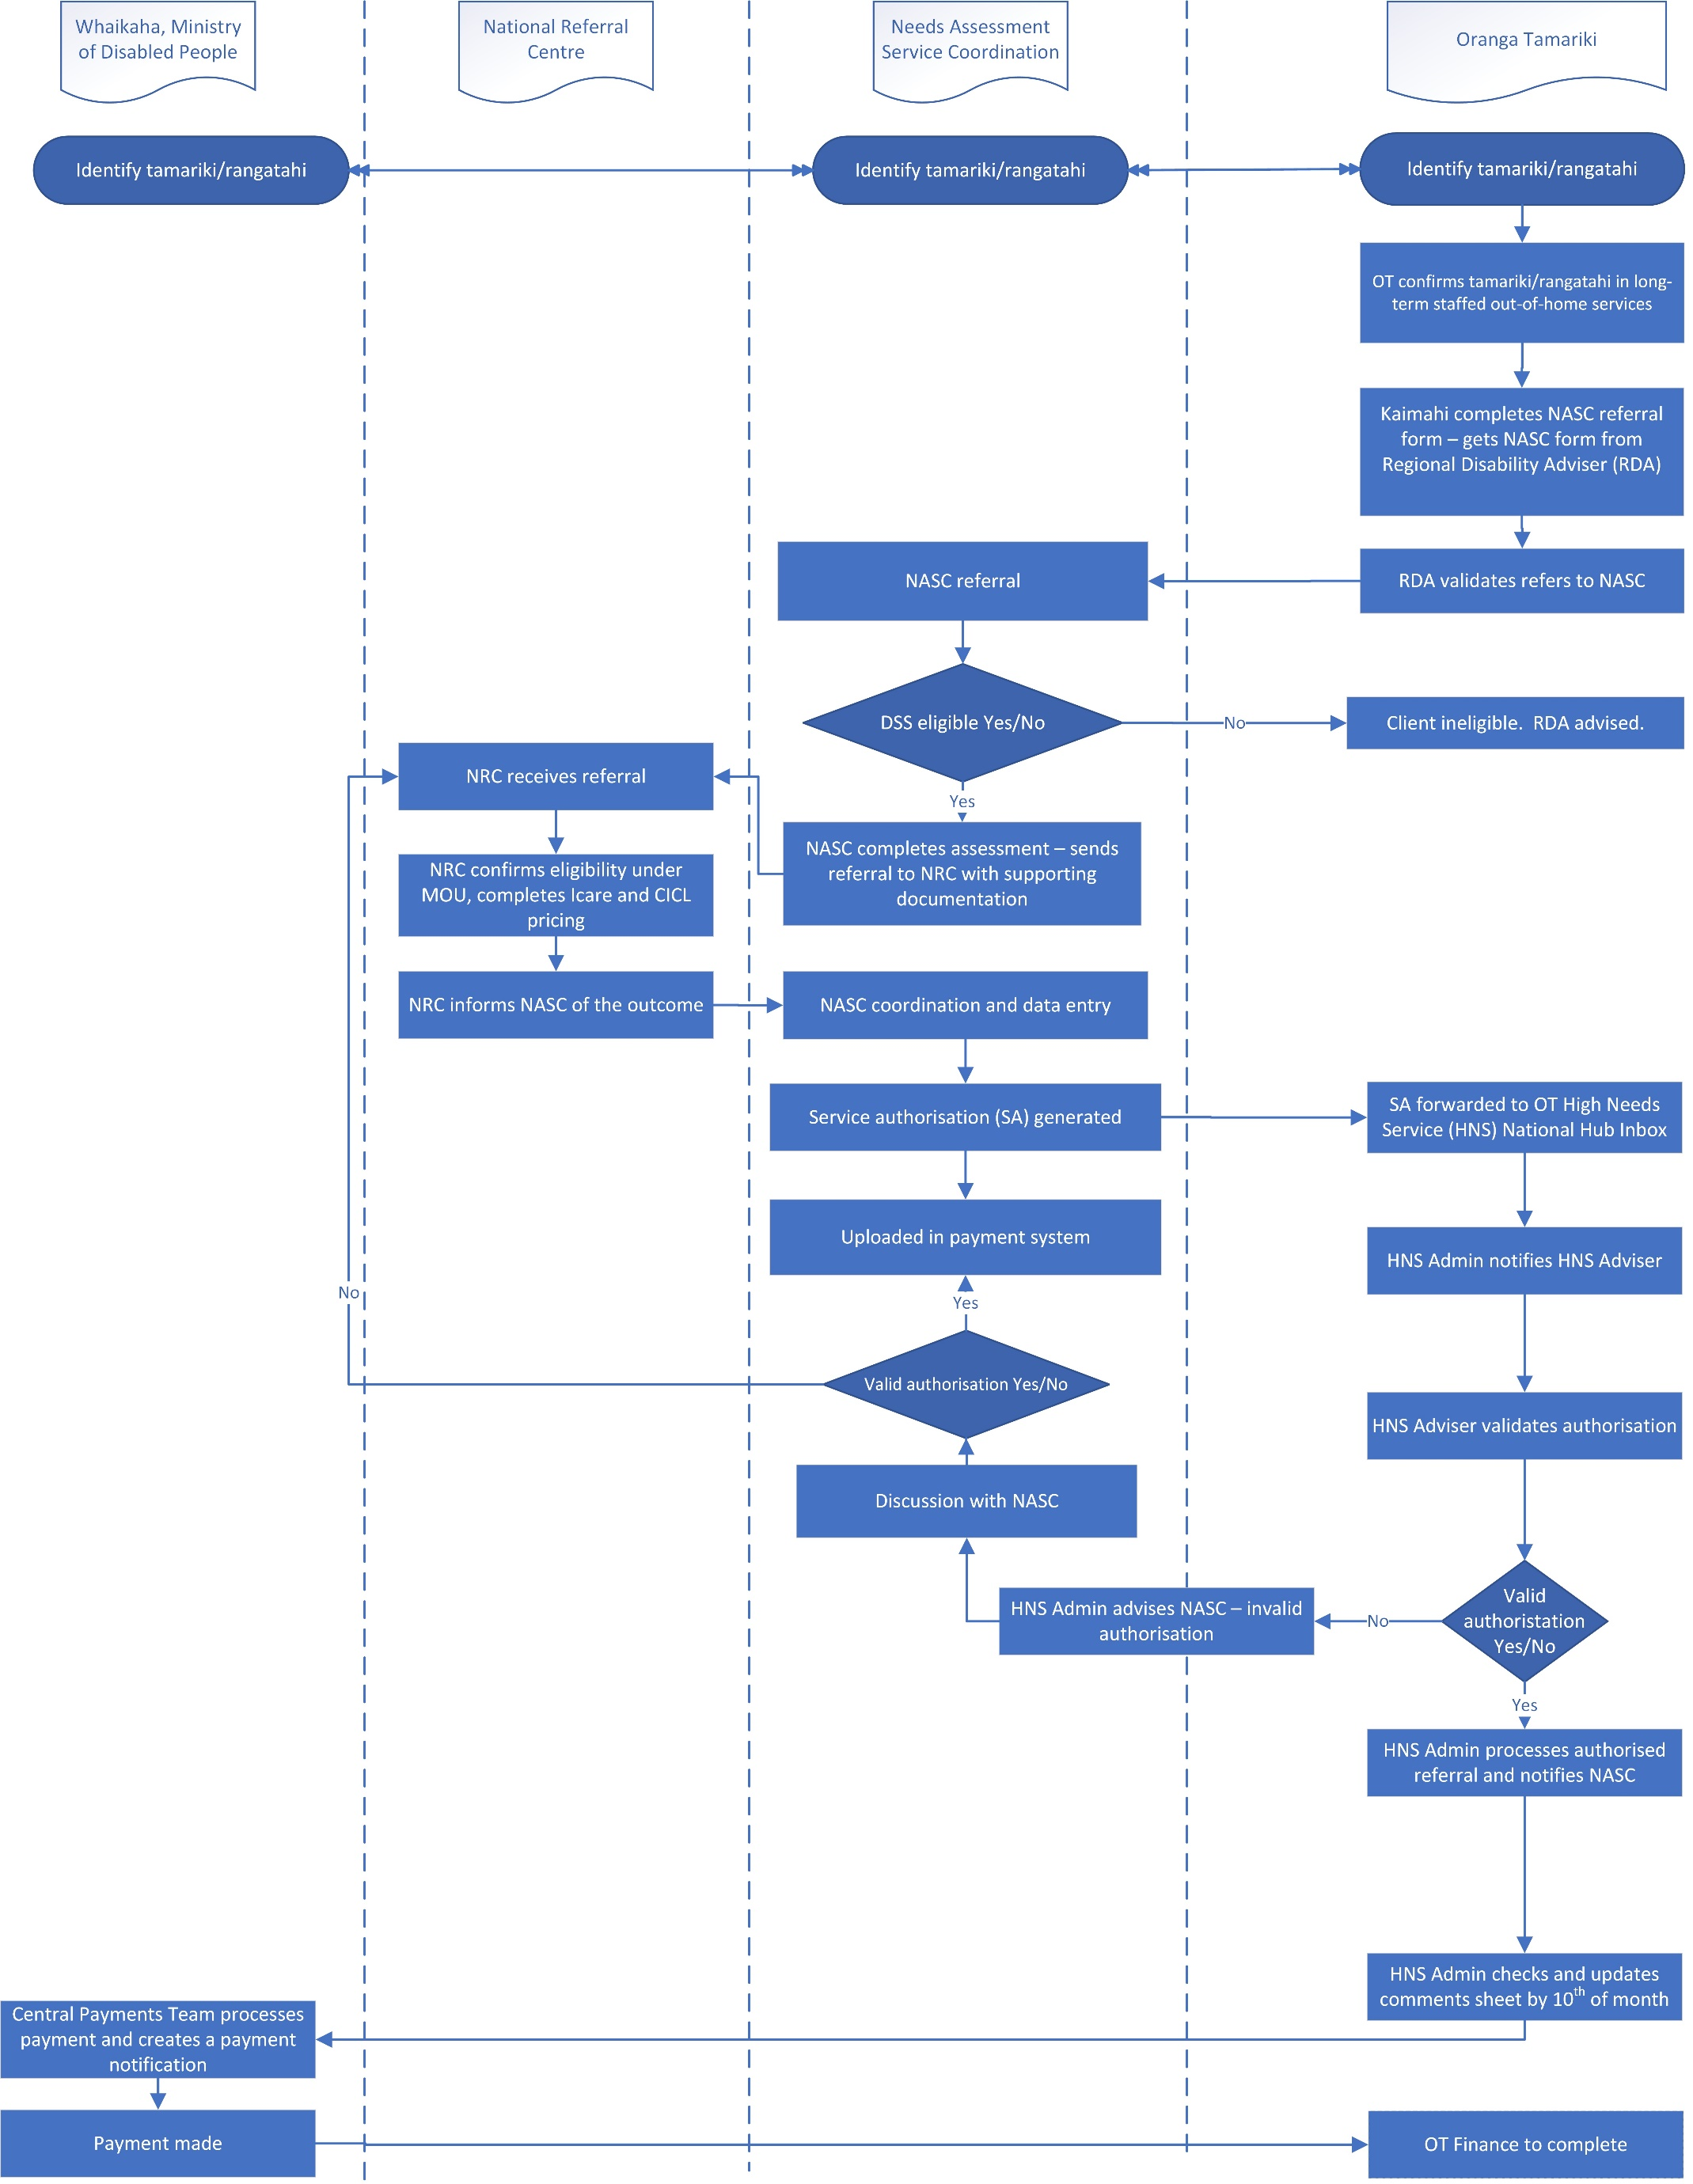 Whaikaha, Ministry
of Disabled People
National Referral
Centre
Needs Assessment
Service Coordination
Oranga Tamariki
Identify tamariki/rangatahi
Identify tamariki/rangatahi
Identify tamariki/rangatahi
OT confirms tamariki/rangatahi in long-
term staffed out-of-home services
Kaimahi completes NASC referral
form – gets NASC form from
Regional Disability Adviser (RDA)
NASC referral
RDA validates refers to NASC
DSS eligible Yes/No
No
Client ineligible.  RDA advised.
Yes
NRC receives referral
NASC completes assessment – sends
referral to NRC with supporting
documentation
NRC confirms eligibility under
MOU, completes Icare and CICL
pricing
NRC informs NASC of the outcome
NASC coordination and data entry
Service authorisation (SA) generated
SA forwarded to OT High Needs
Service (HNS) National Hub Inbox
Uploaded in payment system
HNS Admin notifies HNS Adviser
No
Yes
Valid authorisation Yes/No
HNS Adviser validates authorisation
Discussion with NASC
HNS Admin advises NASC – invalid
authorisation
No
Valid
authoristation
Yes/No
Yes
HNS Admin processes authorised
referral and notifies NASC
HNS Admin checks and updates
comments sheet by 10th of month
Central Payments Team processes
payment and creates a payment
notification
Payment made
OT Finance to complete